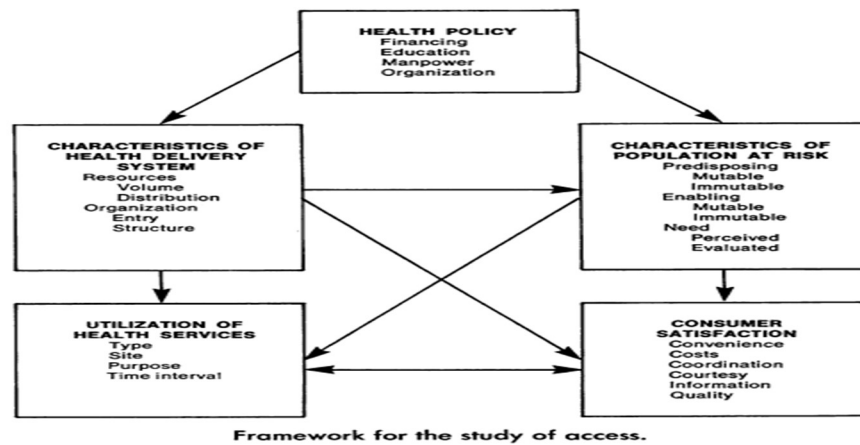 HEALTH POLICY
Financing
Education
Manpower
Organization
CHARACTERISTICS OF
HEALTH DELIVERY
SYSTEM
Resources
Volume
Distribution
Organization
Entry
Structure
CHARACTERISTICS OF
POPULATION AT RISK
Predisposing
Mutable
Immutable
Enabling
Mutable
Immutable
Need
Perceived
Evaluated
UTILIZATION OF
HEALTH SERVICES
Type
Site
Purpose
Time interval
CONSUMER
SATISFACTION
Convenience
Costs
Coordination
Courtesy
Information
Quality
Framework for the study of access.